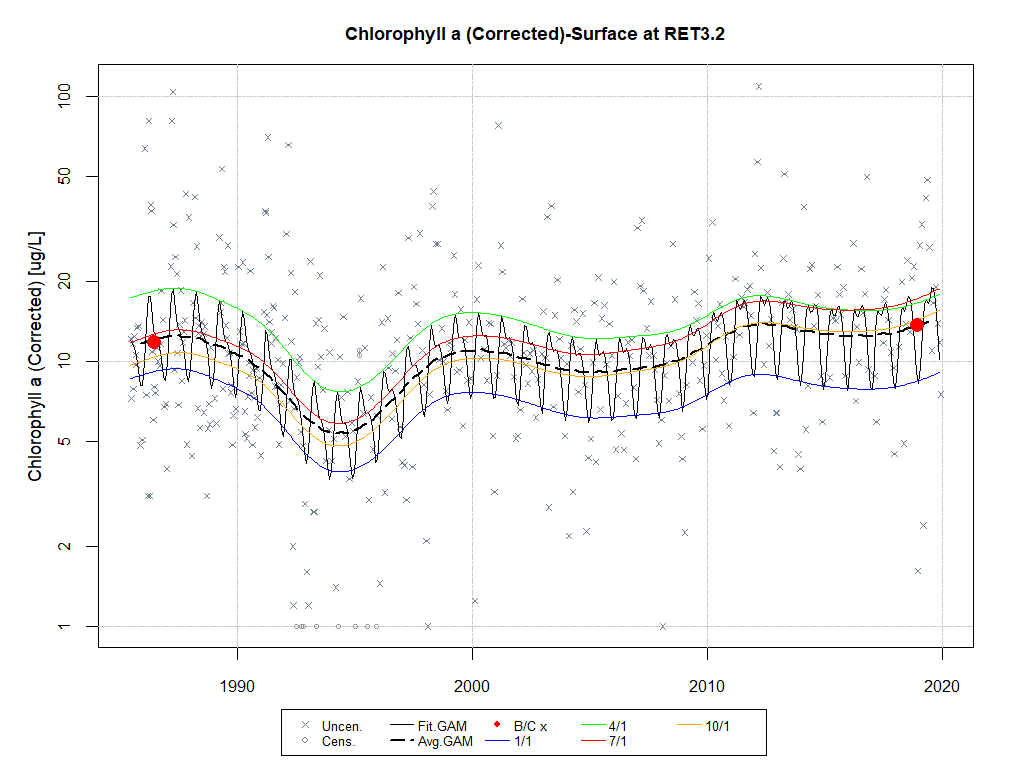 Chlorophyll a (Corrected)-Surface at RET3.2
Chlorophyll a (Corrected) [ug/L]
100
50
20
10
5
2
1
1990 2000 2010 2020
Uncen. Fit.GAM B/C x 4/1 10/1
Cens. Avg.GAM 1/1 7/1